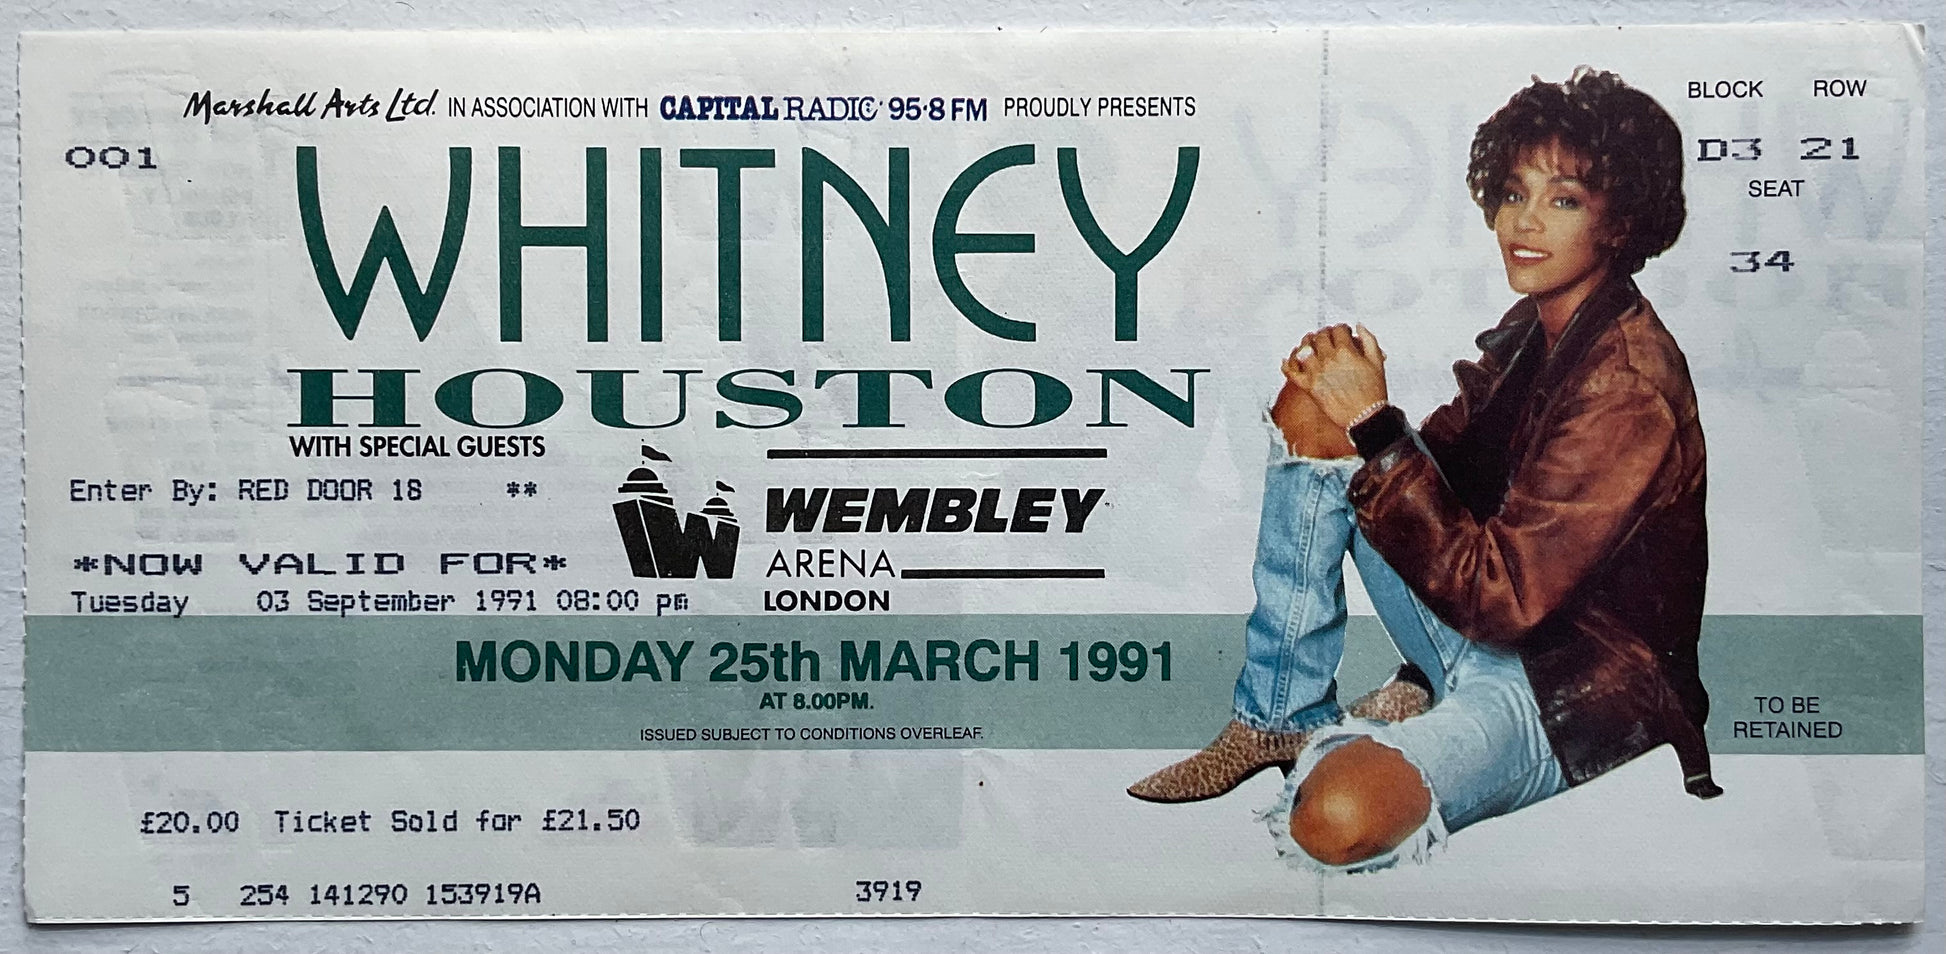 Marshall Arts Ltd. IN ASSOCIATION WITH CAPITAL RADIO 95·8 FM PROUDLY PRESENTS
BLOCK ROW
001
D3 21
WHITNEY
SEAT
34
HOUSTON
WITH SPECIAL GUESTS
Enter By: RED DOOR 18 **
W
WEMBLEY
ARENA
*NOW VALID FOR*
LONDON
Tuesday 03 September 1991 08:00 pm
MONDAY 25th MARCH 1991
AT 8.00PM.
ISSUED SUBJECT TO CONDITIONS OVERLEAF.
TO BE
RETAINED
£20.00 Ticket Sold for £21.50
5 254 141290 153919A 3919